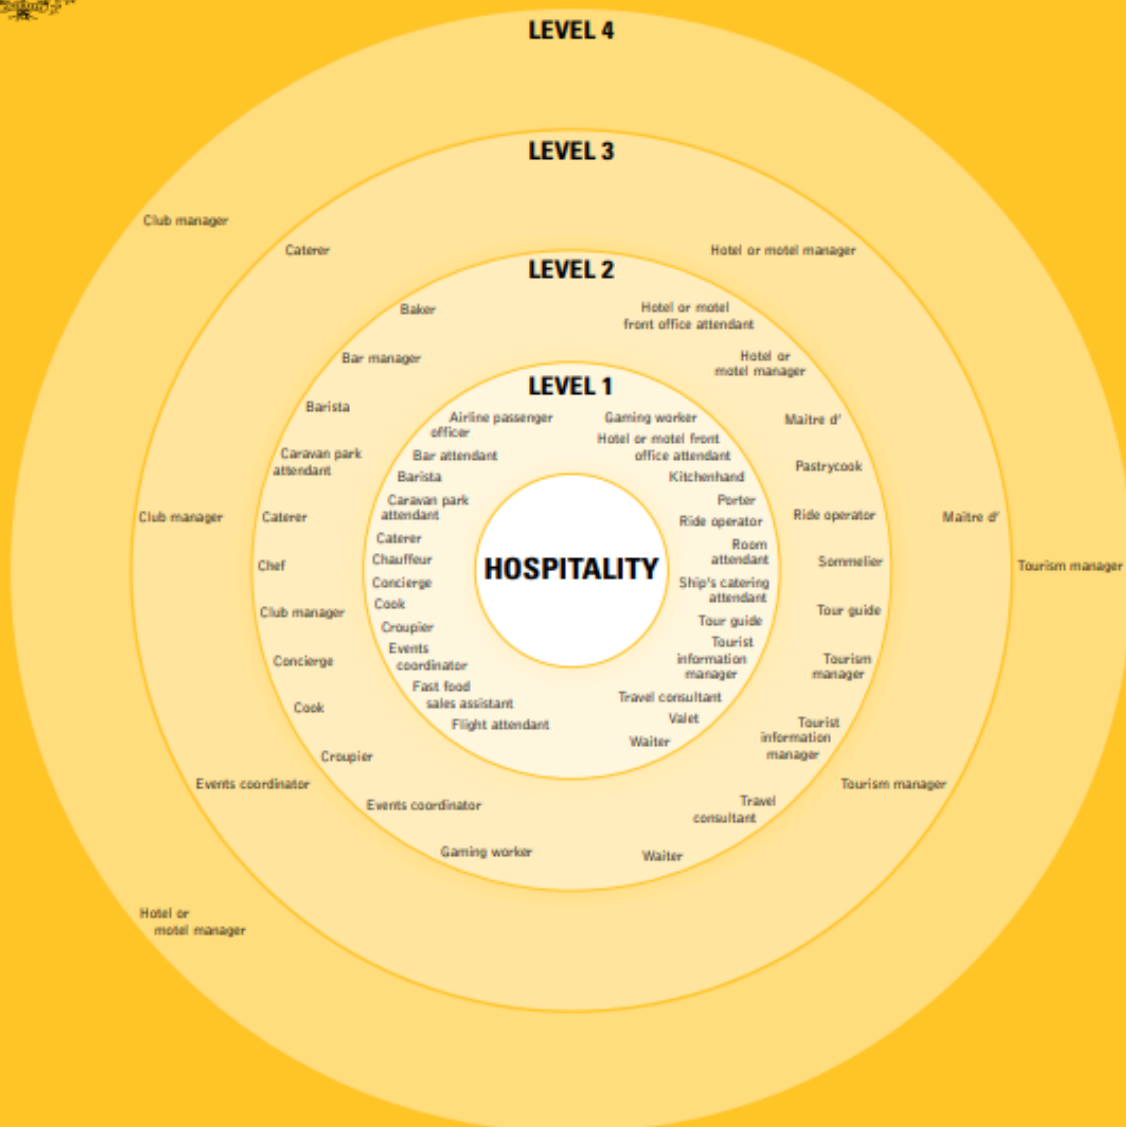 LEVEL 4
Club manager
Tourism manager
Hotel or
motel manager
LEVEL 3
Caterer
Hotel or motel manager
Club manager
Maitre d'
Events coordinator
Tourism manager
LEVEL 2
Baker
Bar manager
Barista
Caravan park
attendant
Caterer
Chef
Club manager
Concierge
Cook
Croupier
Events coordinator
Gaming worker
Hotel or motel
front office attendant
Hotel or
motel manager
Maitre d'
Pastrycook
Ride operator
Sommelier
Tour guide
Tourism
manager
Tourist
information
manager
Travel
consultant
Waiter
LEVEL 1
Airline passenger
officer
Bar attendant
Barista
Caravan park
attendant
Caterer
Chauffeur
Concierge
Cook
Croupier
Events
coordinator
Fast food
sales assistant
Flight attendant
Gaming worker
Hotel or motel front
office attendant
Kitchenhand
Porter
Ride operator
Room
attendant
Ship's catering
attendant
Tour guide
Tourist
information
manager
Travel consultant
Valet
Waiter
HOSPITALITY